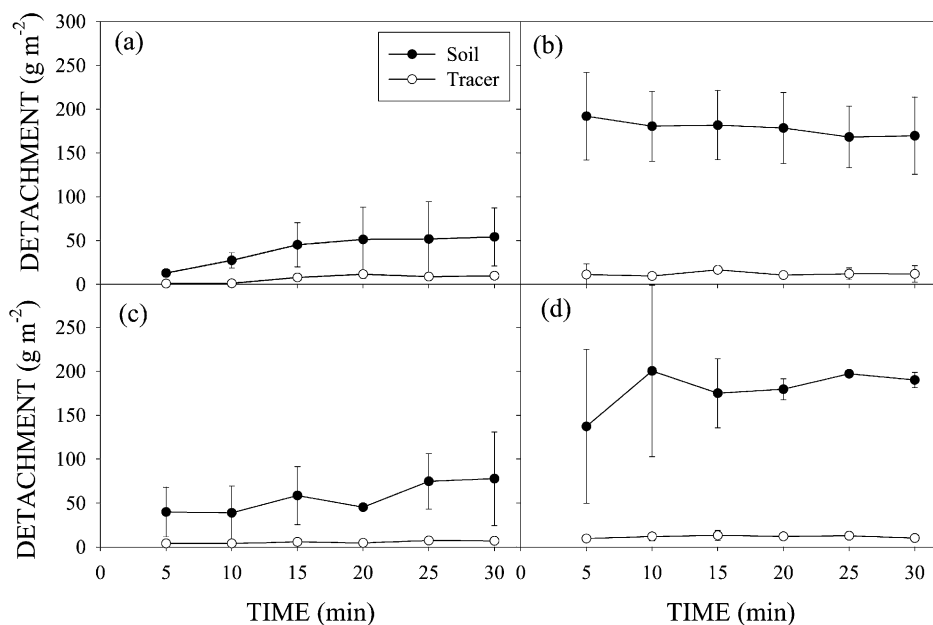 (a)
(b)
Soil
Tracer
DETACHMENT (g m-2)
300
250
200
150
100
50
0
(c)
(d)
DETACHMENT (g m-2)
250
200
150
100
50
0
0 5 10 15 20 25 30 0 5 10 15 20 25 30
TIME (min) TIME (min)